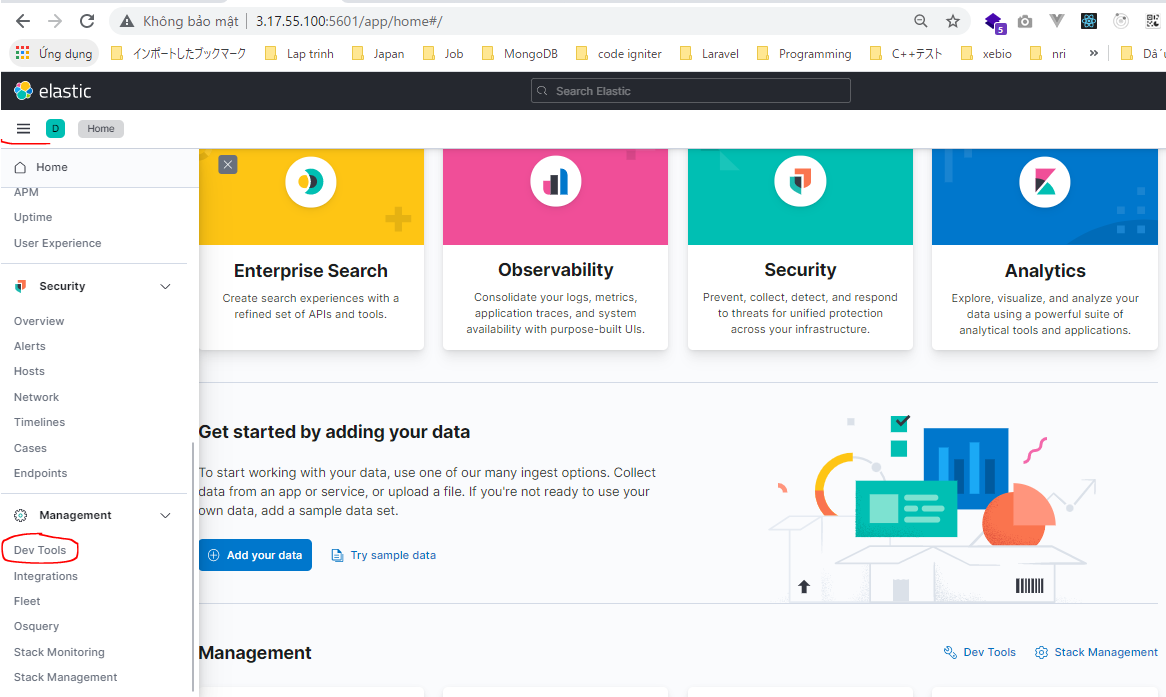 Không bảo mật
3.17.55.100:5601/app/home#/
5
Ứng dụng
インポートしたブックマーク
Lap trinh
Japan
Job
MongoDB
code igniter
Laravel
Programming
C++テスト
xebio
nri
»
elastic
Search Elastic
D
Home
Home
APM
Uptime
User Experience
Security
Overview
Alerts
Hosts
Network
Timelines
Cases
Endpoints
Management
Dev Tools
Integrations
Fleet
Osquery
Stack Monitoring
Stack Management
Enterprise Search
Create search experiences with a
refined set of APIs and tools.
Observability
Consolidate your logs, metrics,
application traces, and system
availability with purpose-built UIs.
Security
Prevent, collect, detect, and respond
to threats for unified protection
across your infrastructure.
Analytics
Explore, visualize, and analyze your
data using a powerful suite of
analytical tools and applications.
Get started by adding your data
To start working with your data, use one of our many ingest options. Collect
data from an app or service, or upload a file. If you're not ready to use your
own data, add a sample data set.
Add your data
Try sample data
Management
Dev Tools
Stack Management